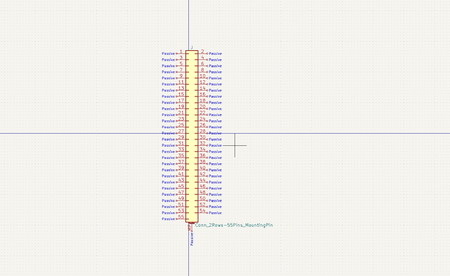 Passive 1 2 Passive
Passive 3 4 Passive
Passive 5 6 Passive
Passive 7 8 Passive
Passive 9 10 Passive
Passive 11 12 Passive
Passive 13 14 Passive
Passive 15 16 Passive
Passive 17 18 Passive
Passive 19 20 Passive
Passive 21 22 Passive
Passive 23 24 Passive
Passive 25 26 Passive
Passive 27 28 Passive
Passive 29 30 Passive
Passive 31 32 Passive
Passive 33 34 Passive
Passive 35 36 Passive
Passive 37 38 Passive
Passive 39 40 Passive
Passive 41 42 Passive
Passive 43 44 Passive
Passive 45 46 Passive
Passive 47 48 Passive
Passive 49 50 Passive
Passive 51 52 Passive
Passive 53 54 Passive
Passive 55
Conn_2Rows-55Pins_MountingPin
Passive